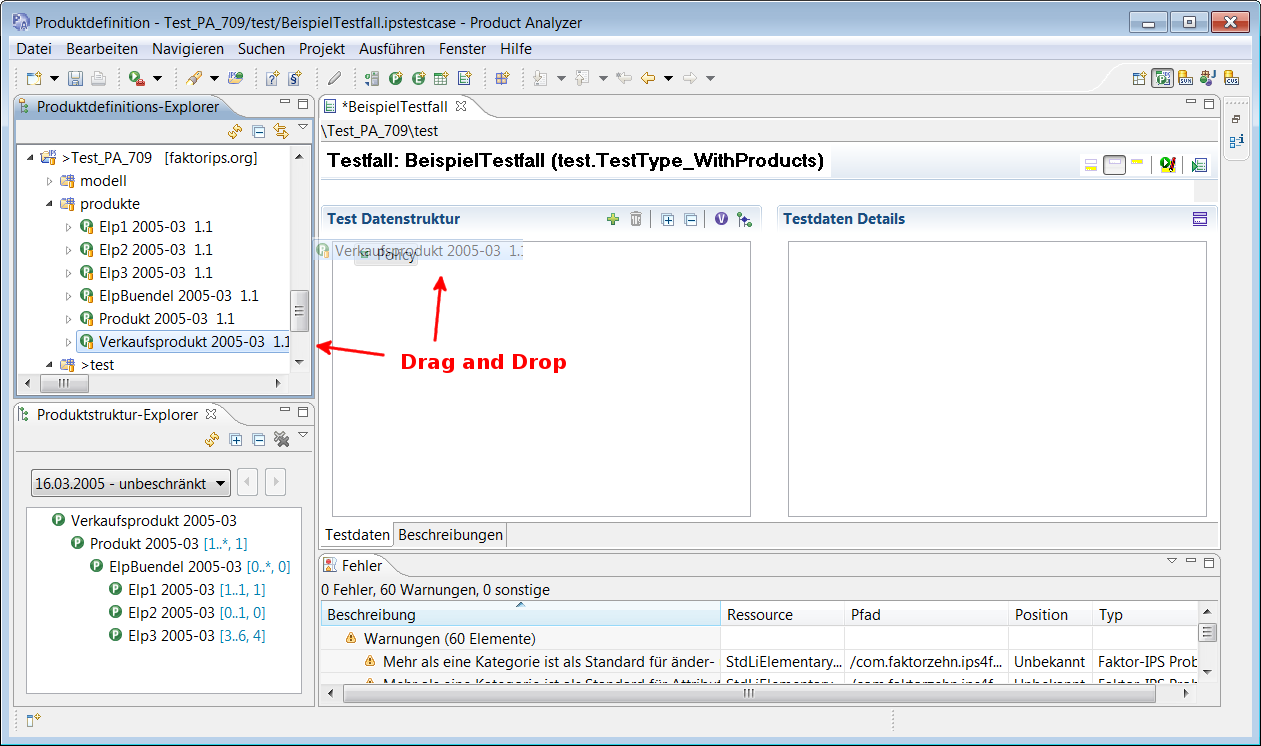 Produktdefinition - Test_PA_709/test/BeispielTestfall.ipstestcase - Product Analyzer
Datei Bearbeiten Navigieren Suchen Projekt Ausführen Fenster Hilfe
Produktdefinitions-Explorer
>Test_PA_709 [faktorips.org]
modell
produkte
Elp1 2005-03 1.1
Elp2 2005-03 1.1
Elp3 2005-03 1.1
ElpBuendel 2005-03 1.1
Produkt 2005-03 1.1
Verkaufsprodukt 2005-03 1.1
>test
*BeispielTestfall
\Test_PA_709\test
Testfall: BeispielTestfall (test.TestType_WithProducts)
Test Datenstruktur
Verkaufsprodukt 2005-03 1.1
Policy
Drag and Drop
Testdaten Details
Testdaten Beschreibungen
Produktstruktur-Explorer
16.03.2005 - unbeschränkt
Verkaufsprodukt 2005-03
Produkt 2005-03 [1..*, 1]
ElpBuendel 2005-03 [0..*, 0]
Elp1 2005-03 [1..1, 1]
Elp2 2005-03 [0..1, 0]
Elp3 2005-03 [3..6, 4]
Fehler
0 Fehler, 60 Warnungen, 0 sonstige
Beschreibung Ressource Pfad Position Typ
Warnungen (60 Elemente)
Mehr als eine Kategorie ist als Standard für änder- StdLiElementary... /com.faktorzehn.ips4f... Unbekannt Faktor-IPS Prob
Mehr als eine Kategorie ist als Standard für Attribut StdLiElementary... /com.faktorzehn.ips4f... Unbekannt Faktor-IPS Prob